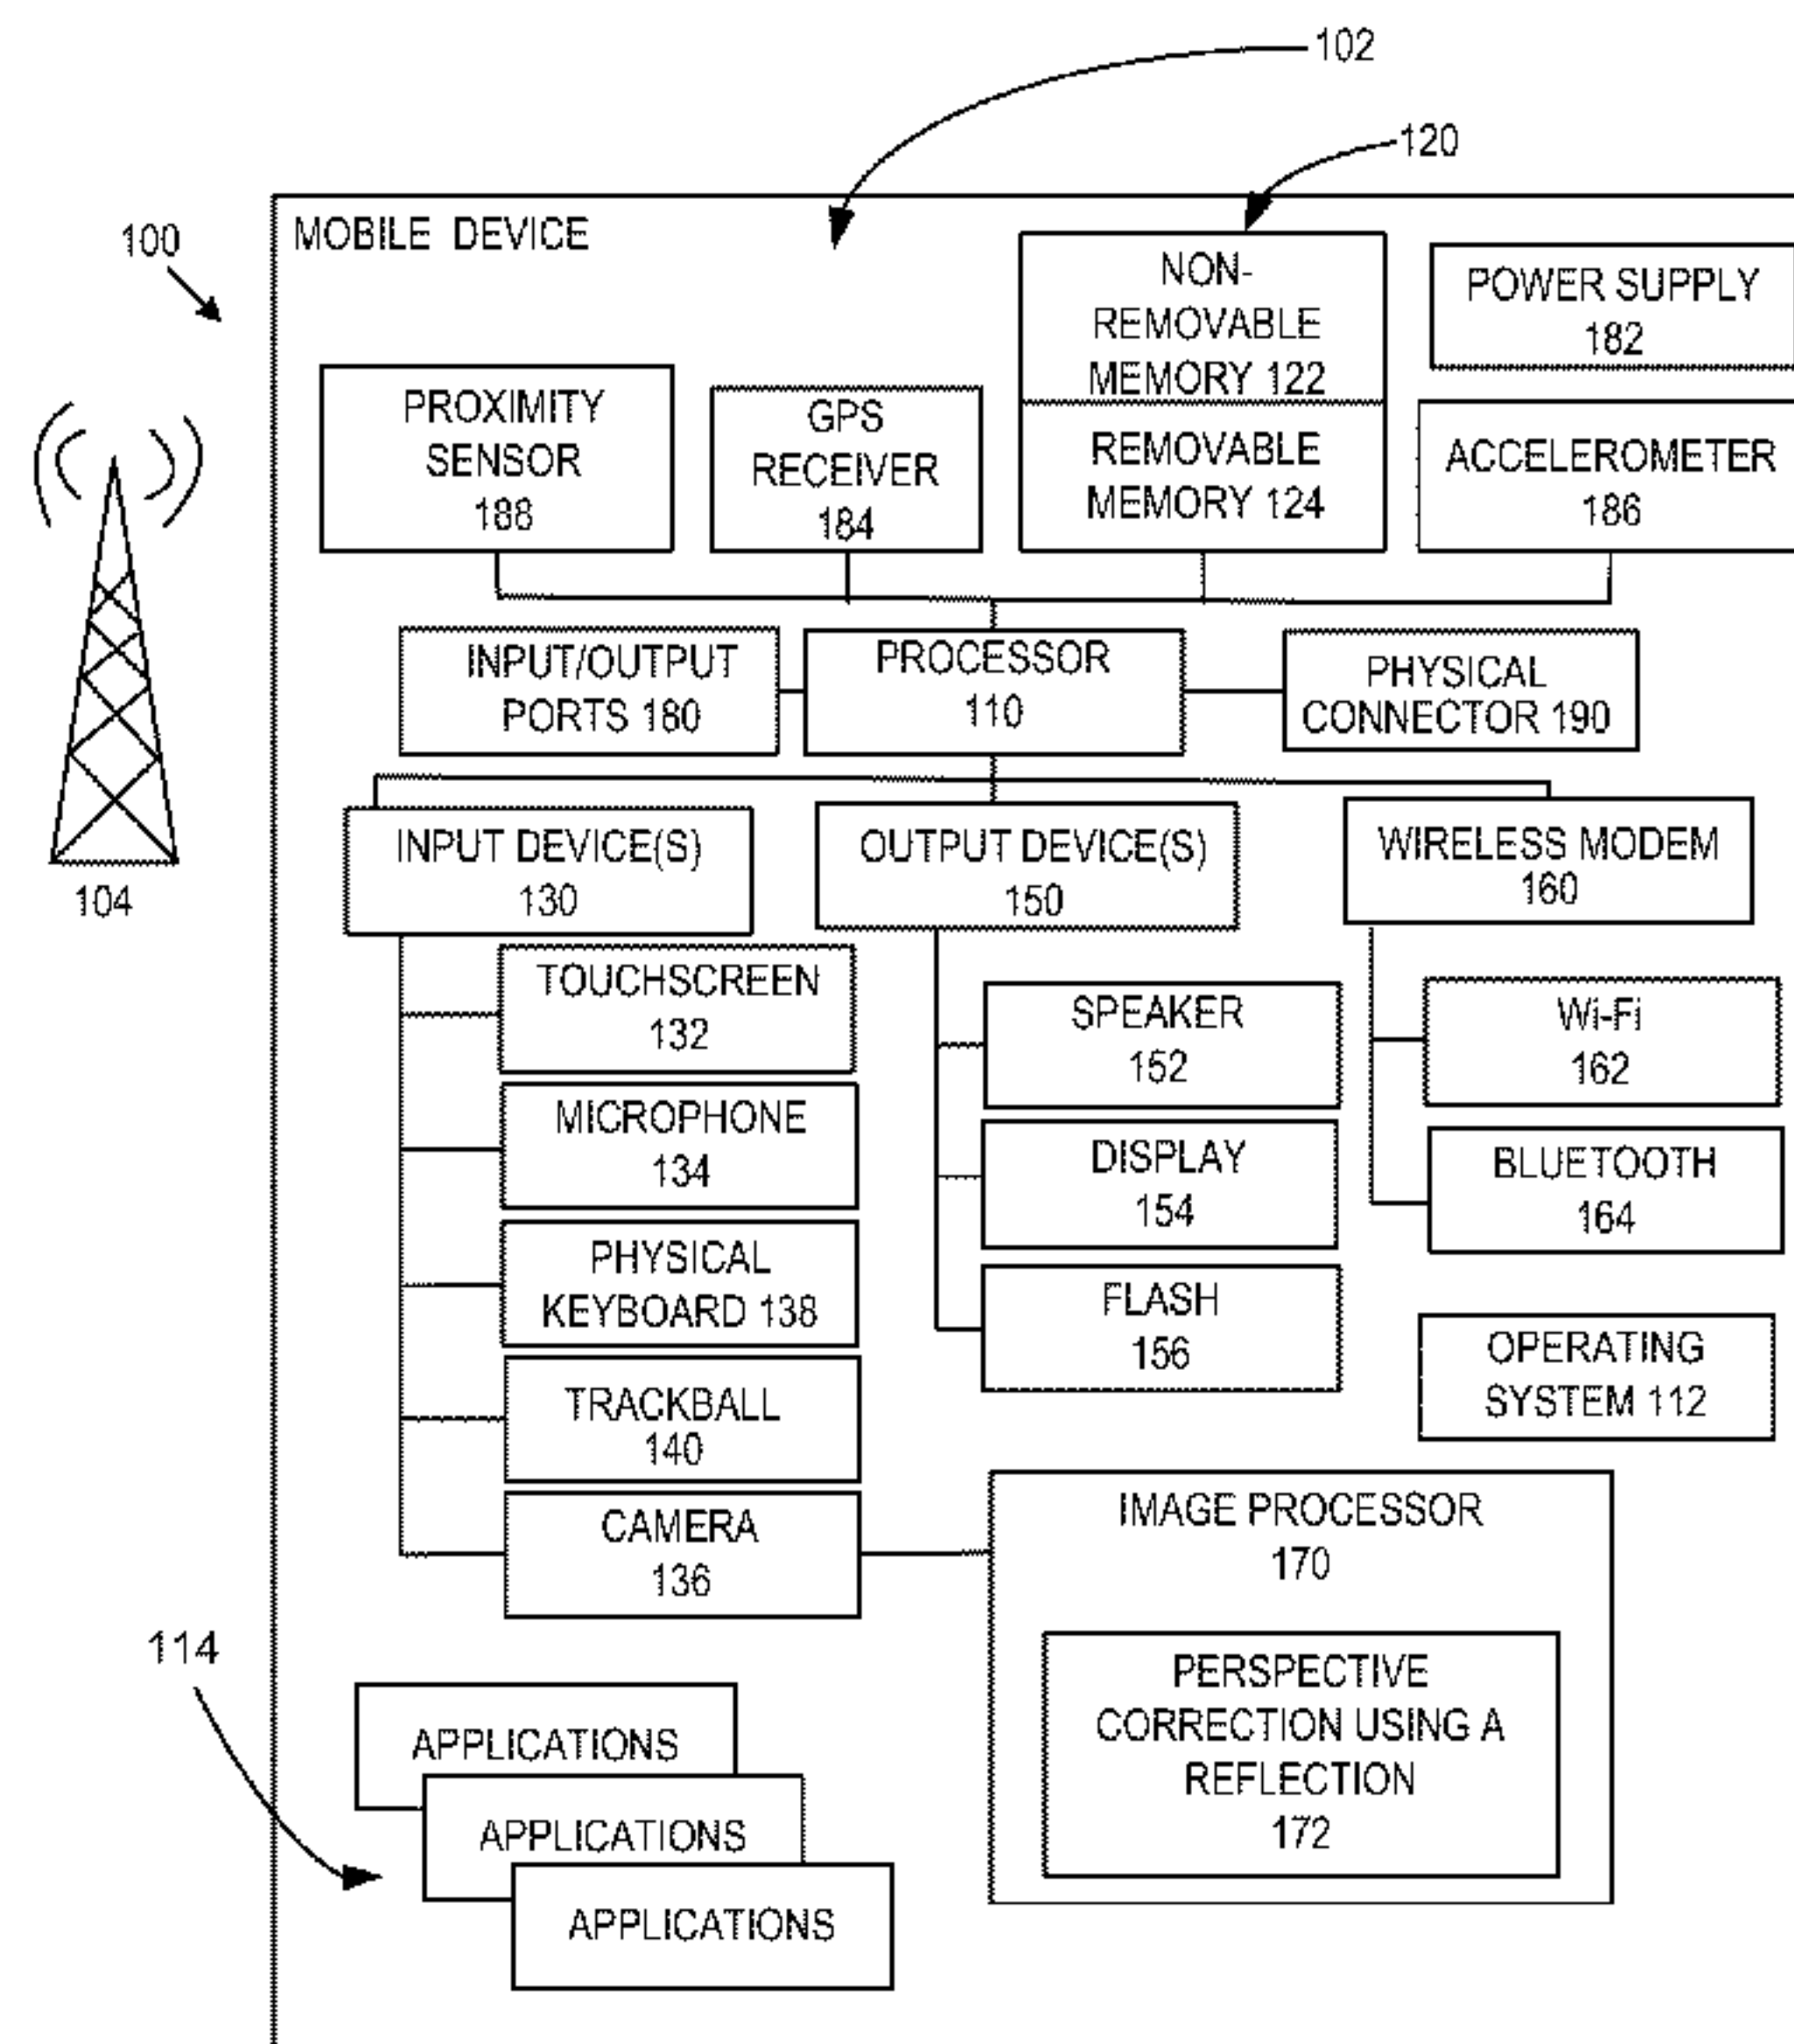 102
120
100
MOBILE DEVICE
NON-
REMOVABLE
MEMORY 122
POWER SUPPLY
182
PROXIMITY
SENSOR
188
GPS
RECEIVER
184
REMOVABLE
MEMORY 124
ACCELEROMETER
186
INPUT/OUTPUT
PORTS 180
PROCESSOR
110
PHYSICAL
CONNECTOR 190
104
INPUT DEVICE(S)
130
OUTPUT DEVICE(S)
150
WIRELESS MODEM
160
TOUCHSCREEN
132
SPEAKER
152
Wi-Fi
162
MICROPHONE
134
DISPLAY
154
BLUETOOTH
164
PHYSICAL
KEYBOARD 138
FLASH
156
OPERATING
SYSTEM 112
TRACKBALL
140
CAMERA
136
IMAGE PROCESSOR
170
PERSPECTIVE
CORRECTION USING A
REFLECTION
172
114
APPLICATIONS
APPLICATIONS
APPLICATIONS